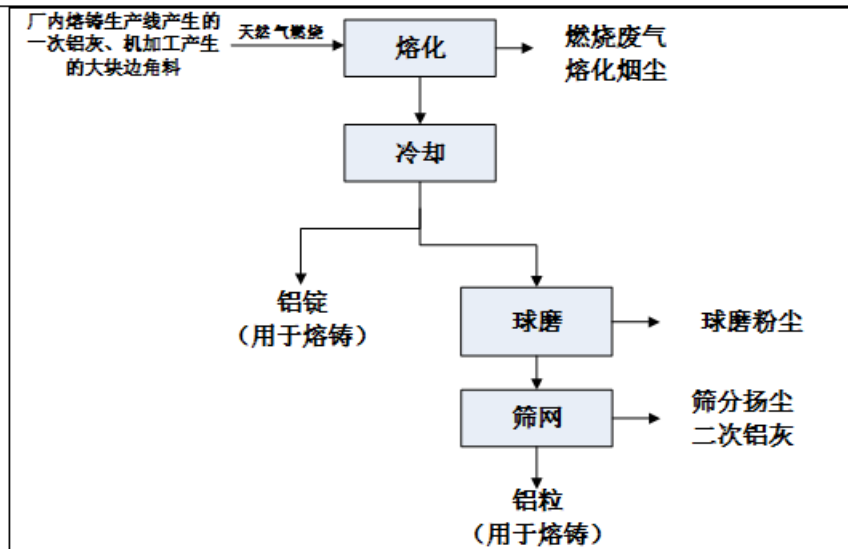 厂内熔铸生产线产生的
一次铝灰、机加工产生
的大块边角料
天然气燃烧
熔化
燃烧废气
熔化烟尘
冷却
铝锭
（用于熔铸）
球磨
球磨粉尘
筛网
筛分扬尘
二次铝灰
铝粒
（用于熔铸）